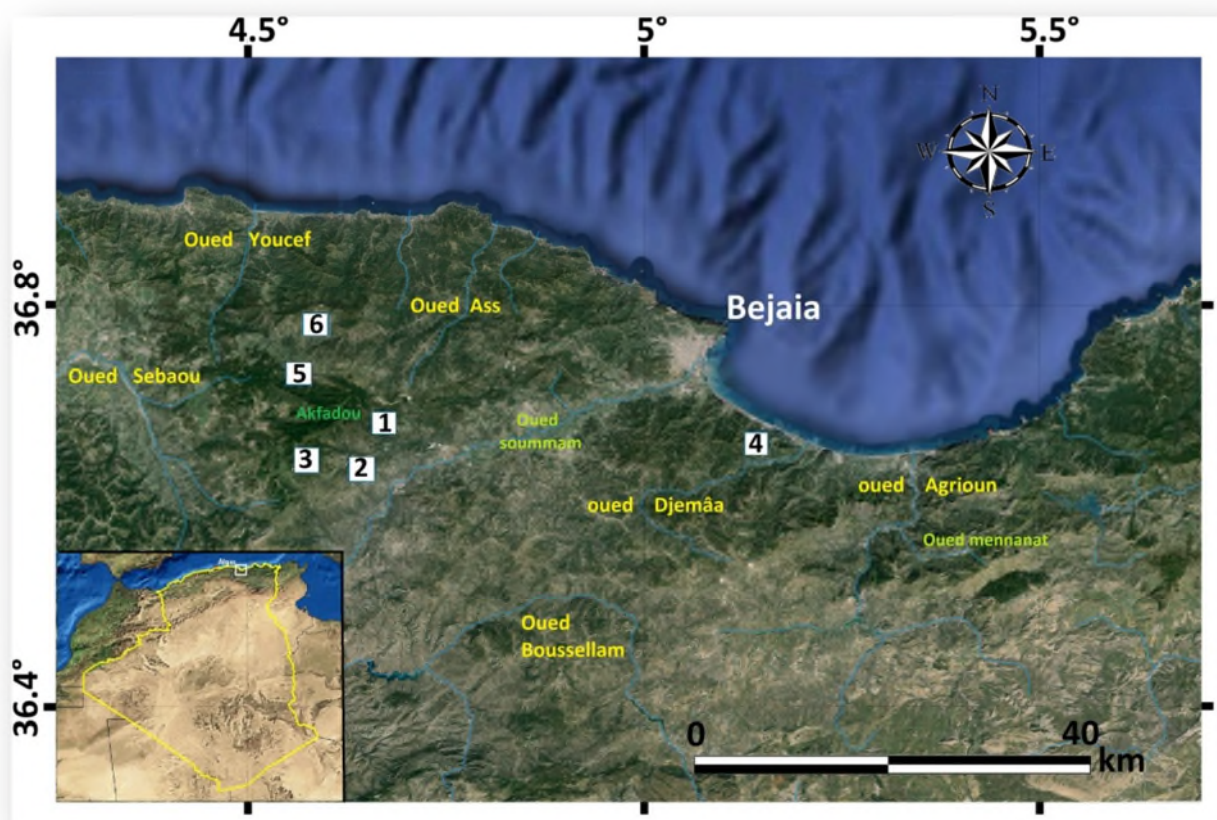 4.5° 5° 5.5°
N
W E
S
36.8°
36.4°
Oued Youcef
Oued Ass
Bejaia
6
Oued Sebaou
5
Akfadou
1
Oued
soummam
3
2
4
oued Djemâa
oued Agrioun
Oued mennanat
Oued
Boussellam
0 40
km